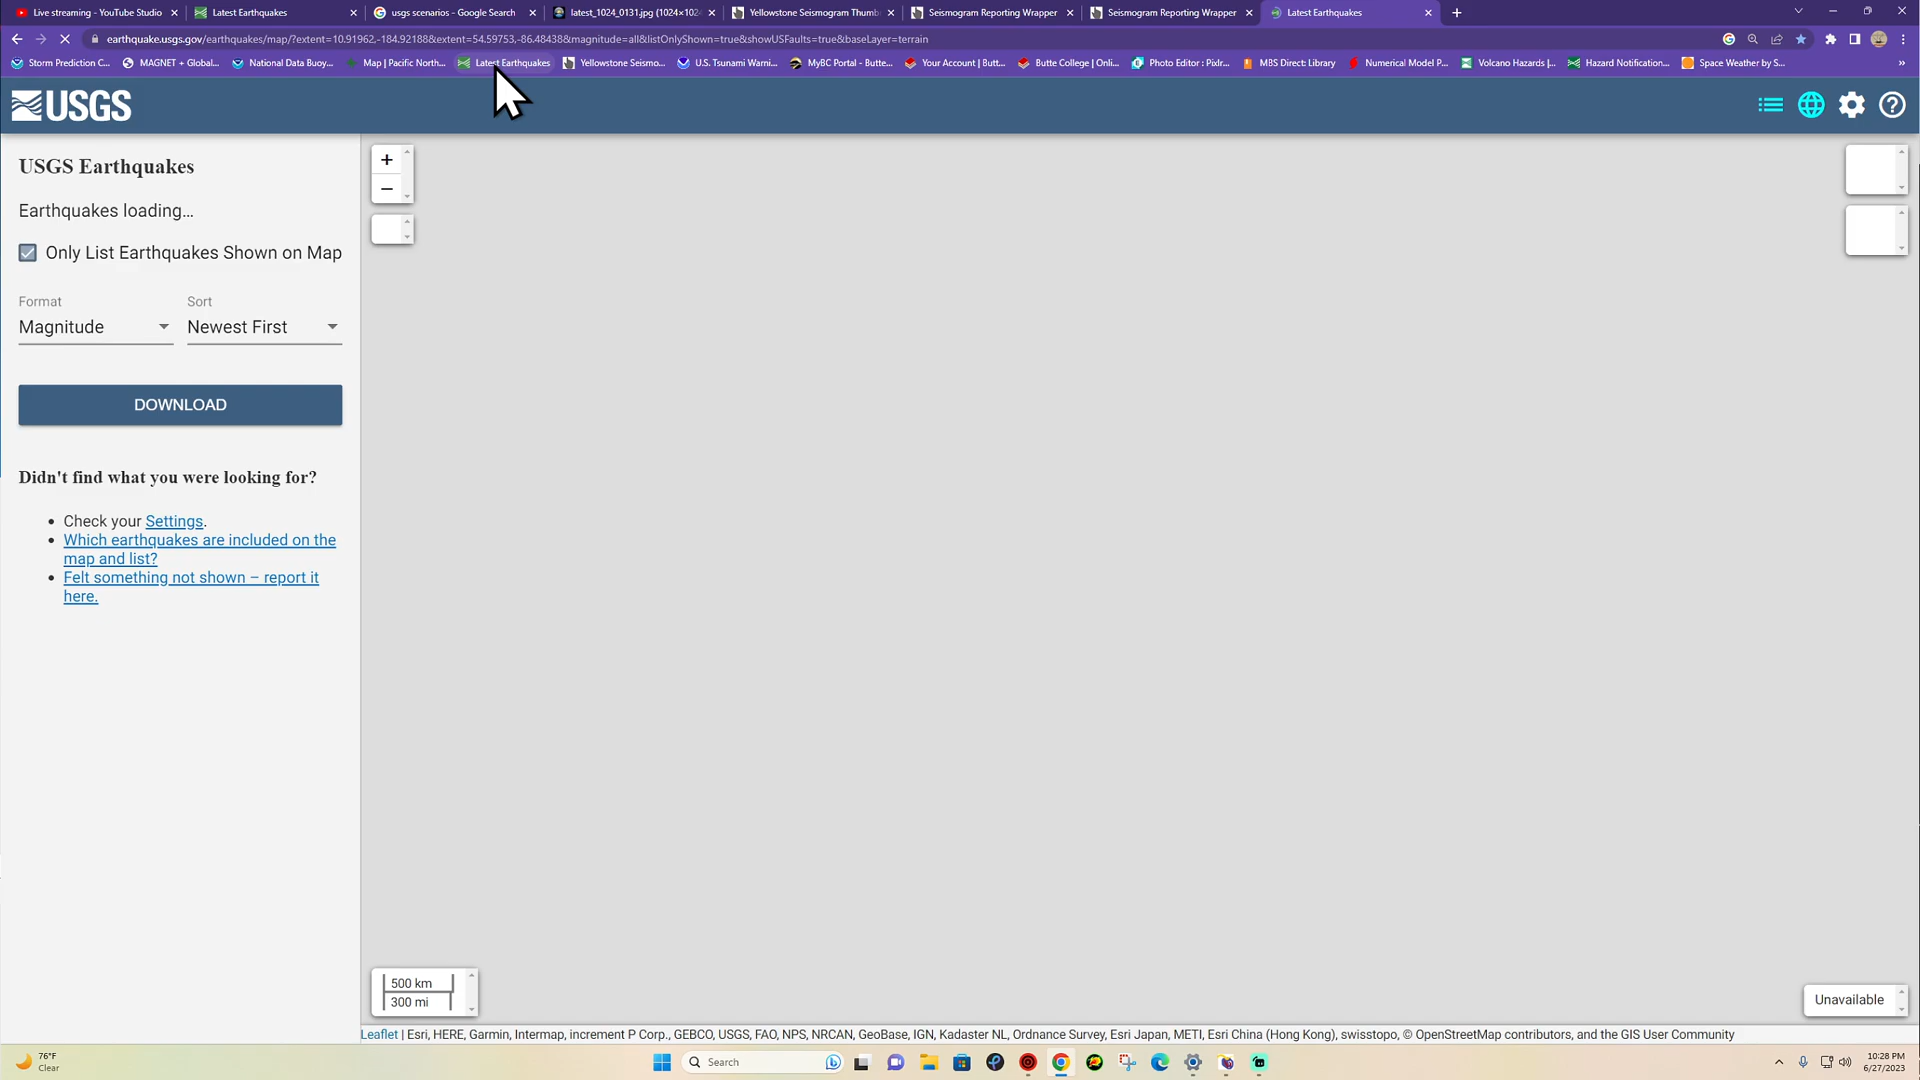 Live streaming - YouTube Studio
Latest Earthquakes
usgs scenarios - Google Search
latest_1024_0131.jpg (1024×102
Yellowstone Seismogram Thumb
Seismogram Reporting Wrapper
Seismogram Reporting Wrapper
Latest Earthquakes
earthquake.usgs.gov/earthquakes/map/?extent=10.91962,-184.92188&extent=54.59753,-86.48438&magnitude=all&listOnlyShown=true&showUSFaults=true&baseLayer=terrain
Storm Prediction C...
MAGNET + Global...
National Data Buoy...
Map | Pacific North...
Latest Earthquakes
Yellowstone Seismo...
U.S. Tsunami Warni...
MyBC Portal - Butte...
Your Account | Butt...
Butte College | Onli...
Photo Editor : Pixlr...
MBS Direct Library
Numerical Model P...
Volcano Hazards |...
Hazard Notification...
Space Weather by S...
»
USGS
USGS Earthquakes
Earthquakes loading...
Only List Earthquakes Shown on Map
Format
Sort
Magnitude
Newest First
DOWNLOAD
Didn't find what you were looking for?
• Check your Settings.
• Which earthquakes are included on the
map and list?
• Felt something not shown – report it
here.
+
−
500 km
300 mi
Unavailable
Leaflet | Esri, HERE, Garmin, Intermap, increment P Corp., GEBCO, USGS, FAO, NPS, NRCAN, GeoBase, IGN, Kadaster NL, Ordnance Survey, Esri Japan, METI, Esri China (Hong Kong), swisstopo, © OpenStreetMap contributors, and the GIS User Community
76°F
Clear
Search
10:28 PM
6/27/2023